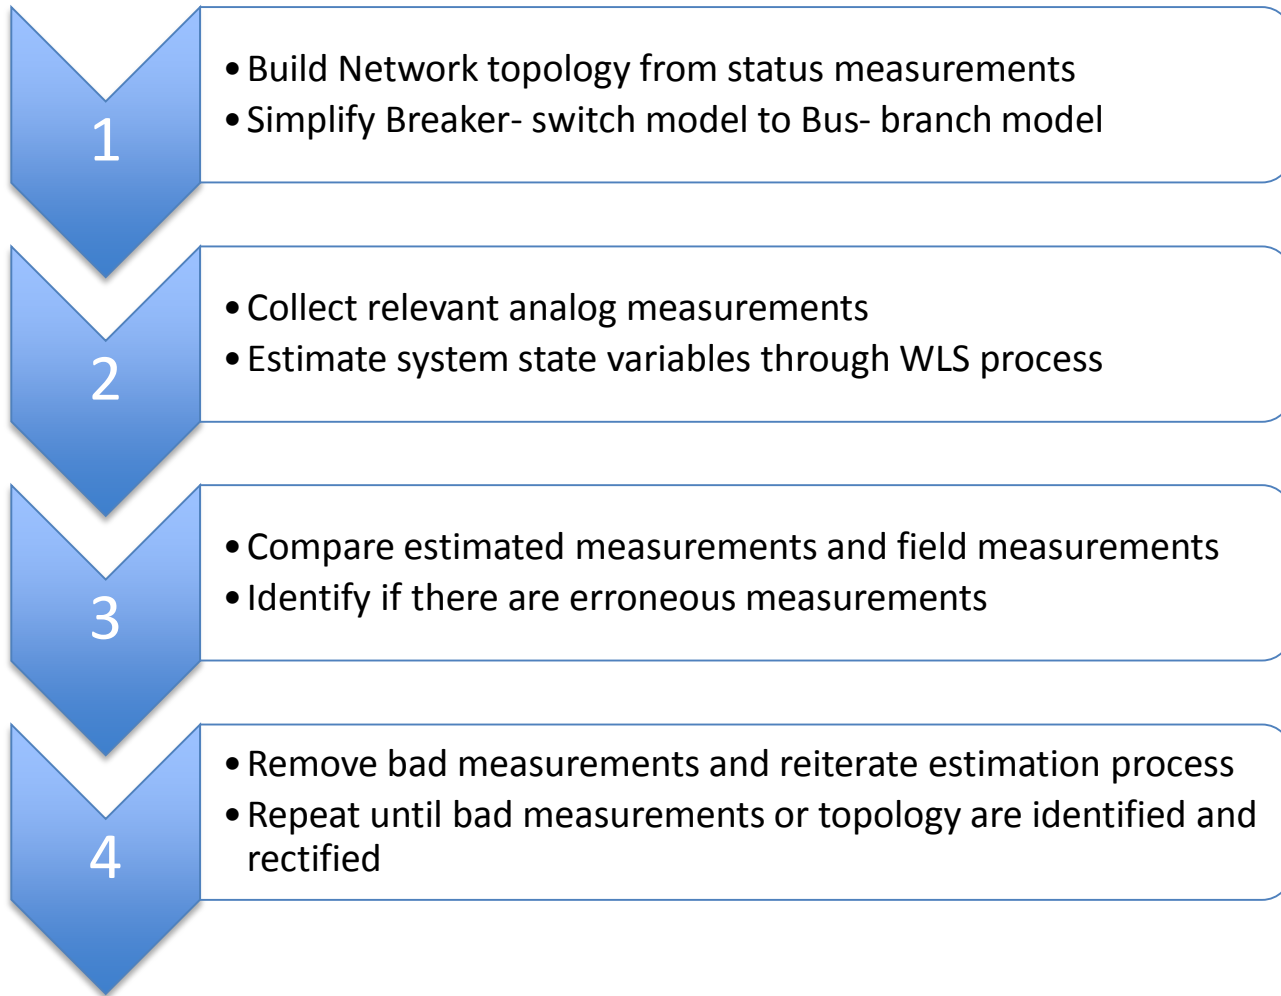 1
• Build Network topology from status measurements
• Simplify Breaker- switch model to Bus- branch model
2
• Collect relevant analog measurements
• Estimate system state variables through WLS process
3
• Compare estimated measurements and field measurements
• Identify if there are erroneous measurements
4
• Remove bad measurements and reiterate estimation process
• Repeat until bad measurements or topology are identified and
rectified